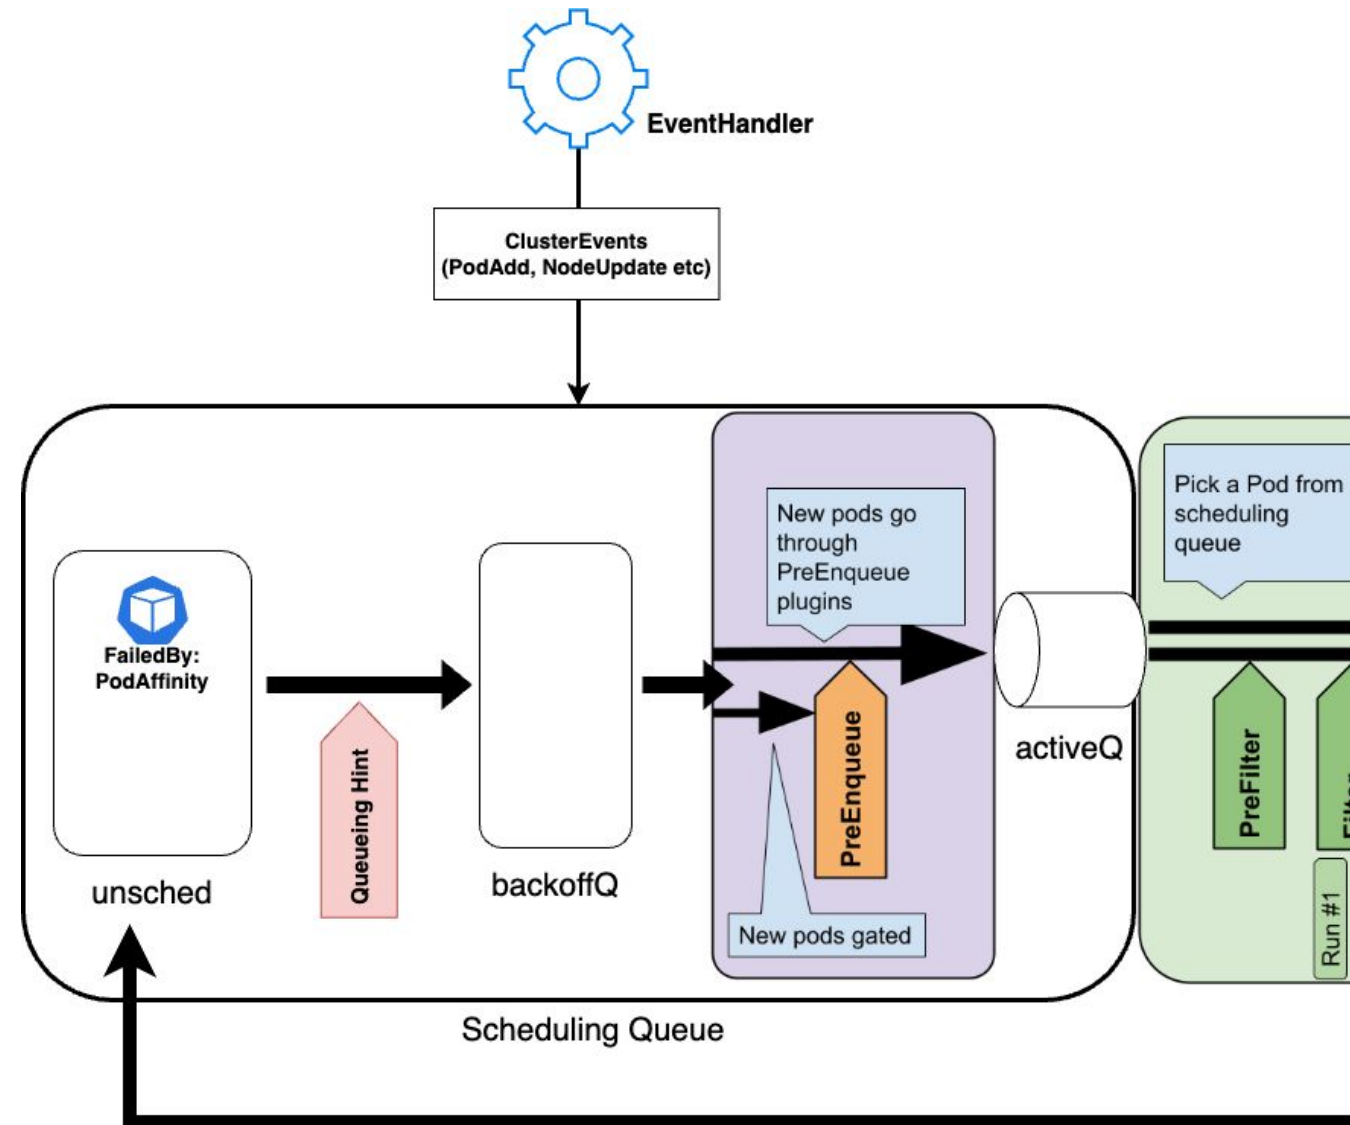 EventHandler
ClusterEvents
(PodAdd, NodeUpdate etc)
New pods go
through
PreEnqueue
plugins
Pick a Pod from
scheduling
queue
FailedBy:
PodAffinity
Queueing Hint
PreEnqueue
activeQ
PreFilter
unsched
backoffQ
New pods gated
Run #1
Scheduling Queue